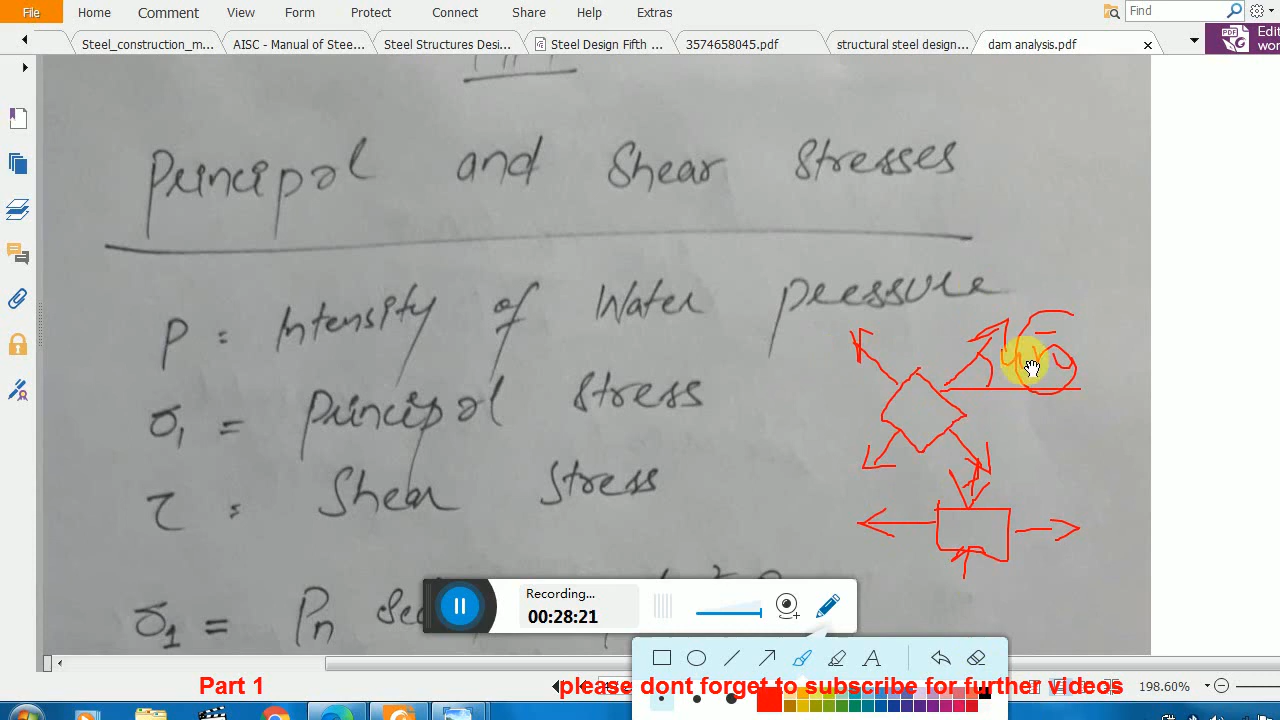 File Home Comment View Form Protect Connect Share Help Extras Find
Steel_construction_m... AISC - Manual of Stee... Steel Structures Desi... Steel Design Fifth ... 3574658045.pdf structural steel design... dam analysis.pdf × Edit
Principal and Shear Stresses
P = Intensity of Water pressure
σ₁ = Principal Stress
τ = Shear Stress
Recording...
00:28:21
σ₁ = Pn
A
Part 1 please dont forget to subscribe for further videos 198.60%